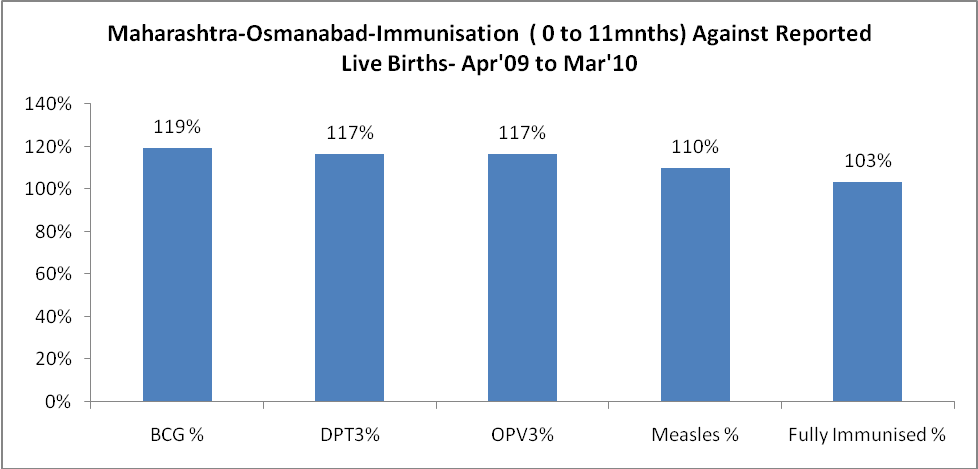 Maharashtra-Osmanabad-Immunisation ( 0 to 11mnths) Against Reported
Live Births- Apr'09 to Mar'10
140%
120%
100%
80%
60%
40%
20%
0%
119%
117%
117%
110%
103%
BCG %
DPT3%
OPV3%
Measles %
Fully Immunised %